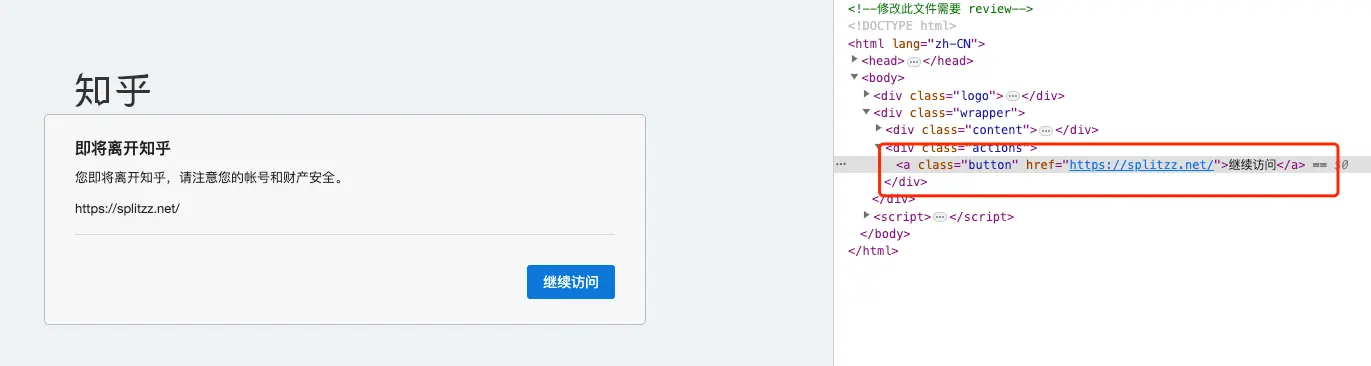 知乎
即将离开知乎
您即将离开知乎，请注意您的帐号和财产安全。
https://splitzz.net/
继续访问
<!--修改此文件需要 review-->
<!DOCTYPE html>
<html lang="zh-CN">
<head>⋯</head>
<body>
<div class="logo">⋯</div>
<div class="wrapper">
<div class="content">⋯</div>
<div class="actions">
⋯ <a class="button" href="https://splitzz.net/">继续访问</a> == $0
</div>
</div>
<script>⋯</script>
</body>
</html>